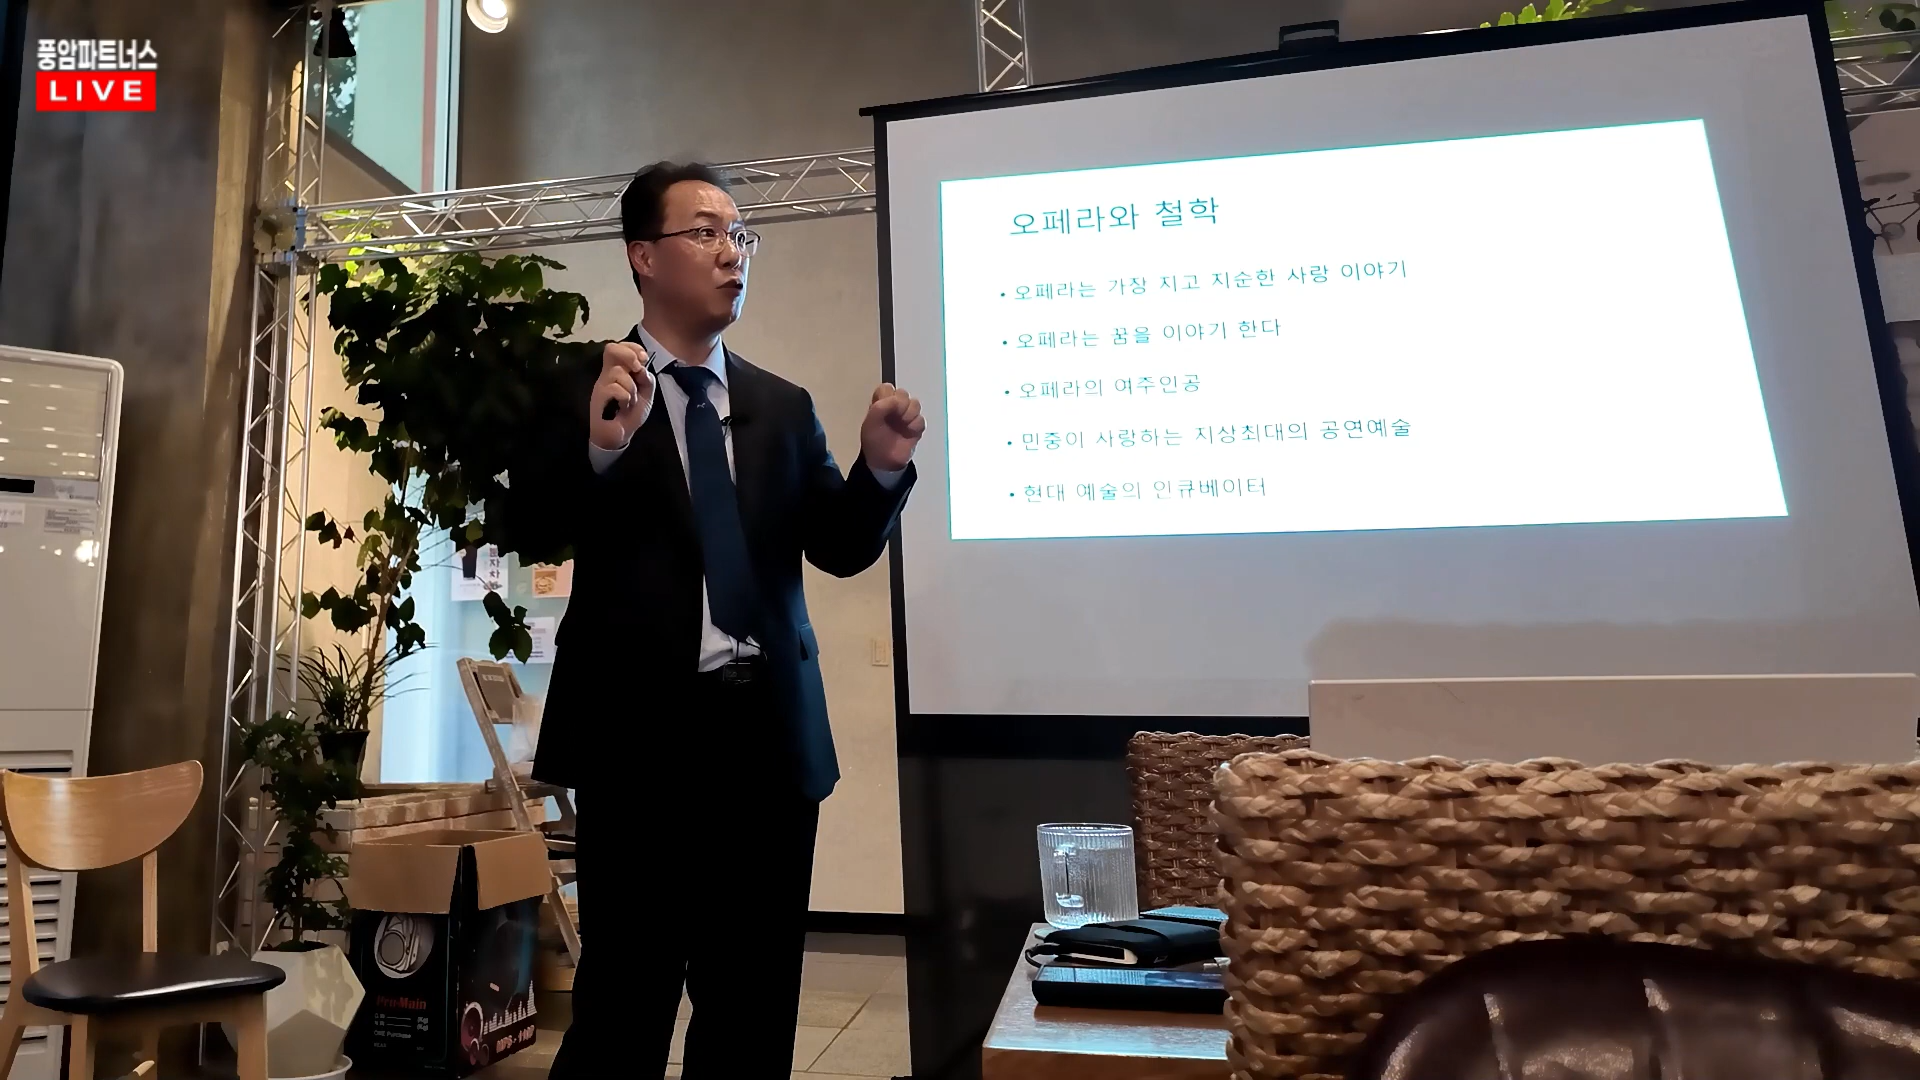 풍암파트너스
LIVE
오페라와 철학
• 오페라는 가장 지고 지순한 사랑 이야기
• 오페라는 꿈을 이야기 한다
• 오페라의 여주인공
• 민중이 사랑하는 지상최대의 공연예술
• 현대 예술의 인큐베이터
Pro-Main